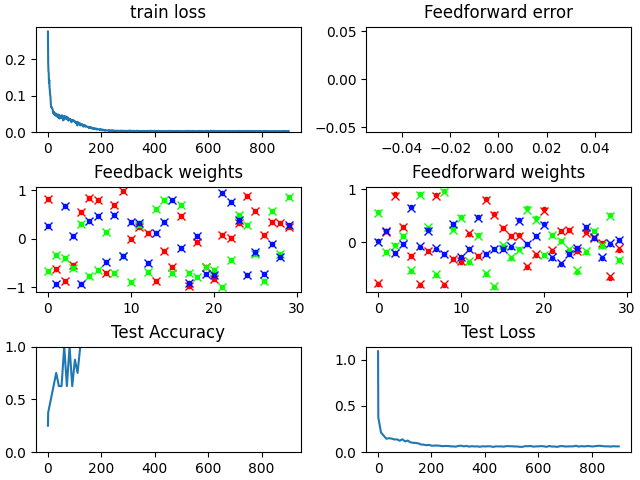 train loss
Feedforward error
0.2
0.1
0.0
0 200 400 600 800
0.05
0.00
−0.05
−0.04 −0.02 0.00 0.02 0.04
Feedback weights
Feedforward weights
1
0
−1
0 10 20 30
1
0
0 10 20 30
Test Accuracy
Test Loss
1.0
0.5
0.0
0 200 400 600 800
1.0
0.5
0.0
0 200 400 600 800